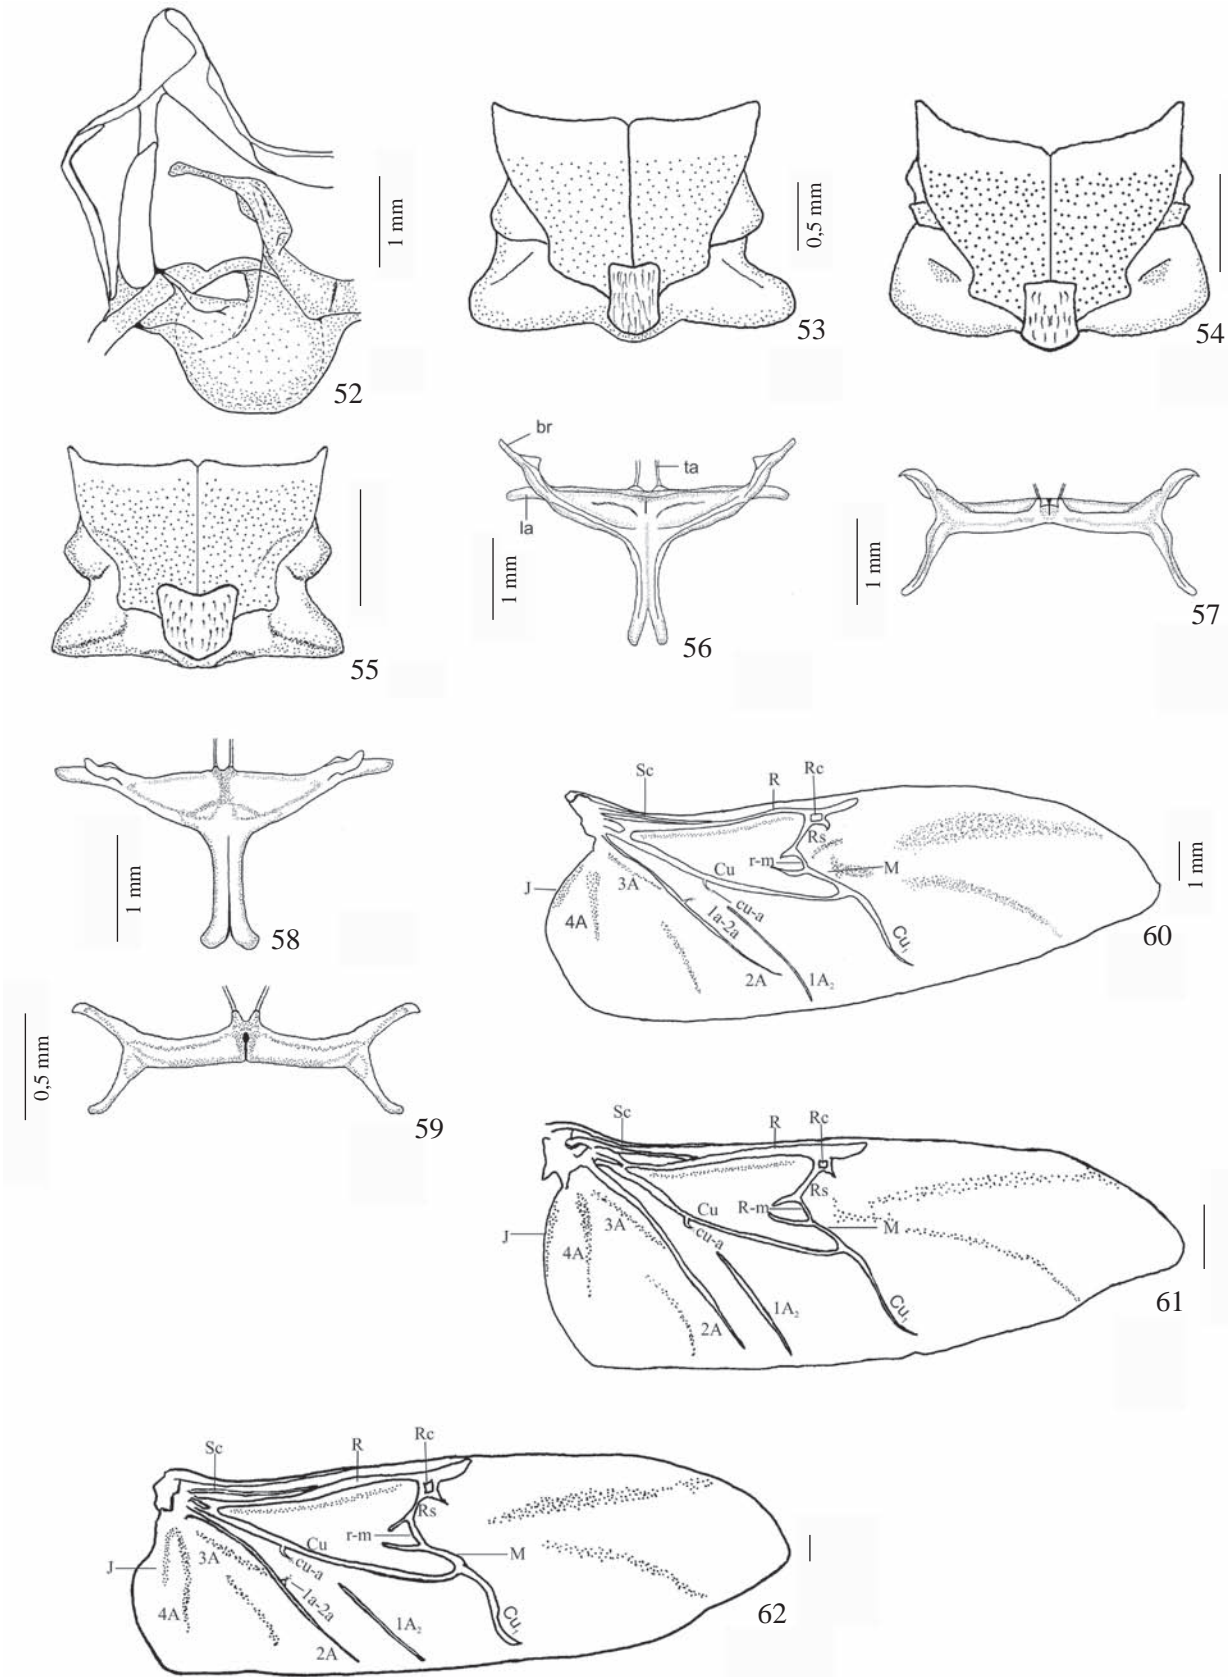 52
1 mm
53
0,5 mm
54
55
br
ta
la
1 mm
56
1 mm
57
1 mm
58
0,5 mm
59
Sc
R
Rc
Rs
r-m
M
Cu
cu-a
1a-2a
J
3A
4A
2A
1A2
Cu1
1 mm
60
Sc
R
Rc
Rs
R-m
M
Cu
cu-a
J
3A
4A
2A
1A2
Cu1
61
Sc
R
Rc
Rs
r-m
M
Cu
cu-a
1a-2a
J
3A
4A
2A
1A2
Cu1
62